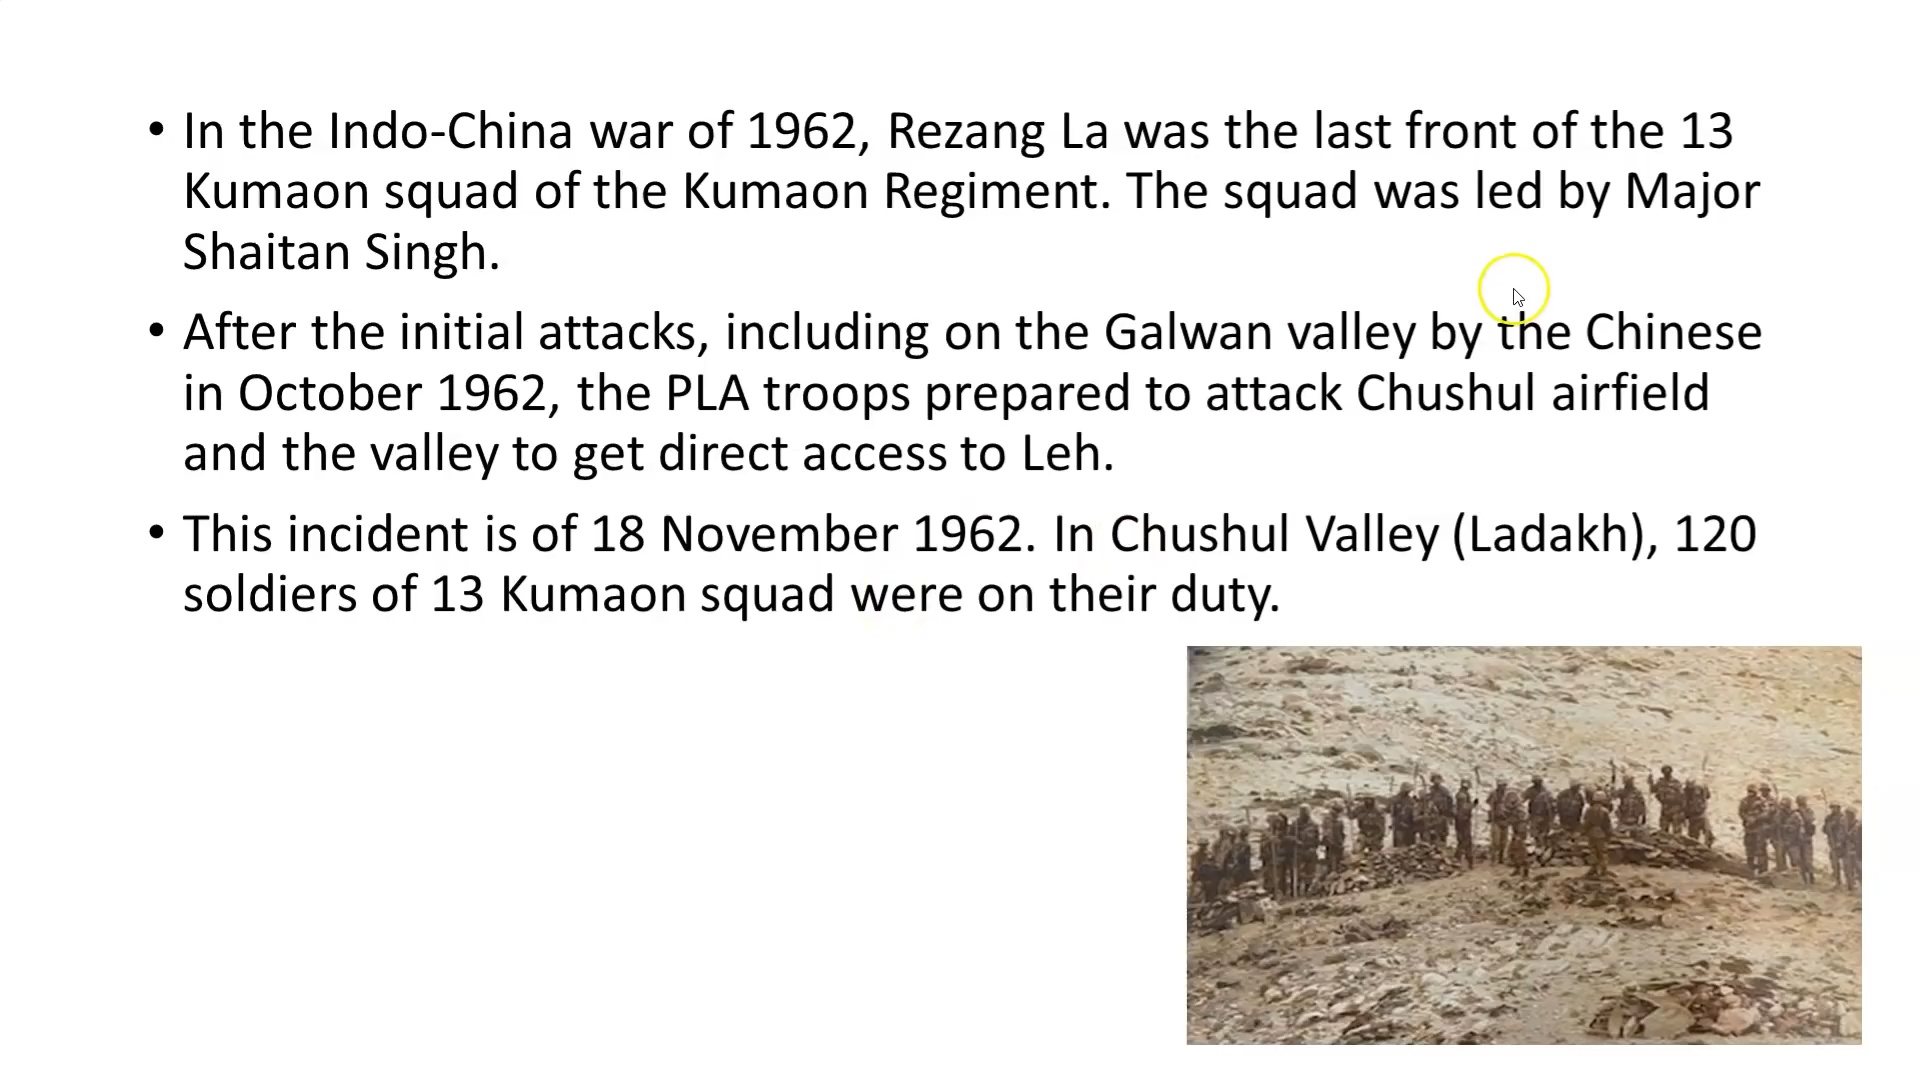 • In the Indo-China war of 1962, Rezang La was the last front of the 13
Kumaon squad of the Kumaon Regiment. The squad was led by Major
Shaitan Singh.
• After the initial attacks, including on the Galwan valley by the Chinese
in October 1962, the PLA troops prepared to attack Chushul airfield
and the valley to get direct access to Leh.
• This incident is of 18 November 1962. In Chushul Valley (Ladakh), 120
soldiers of 13 Kumaon squad were on their duty.